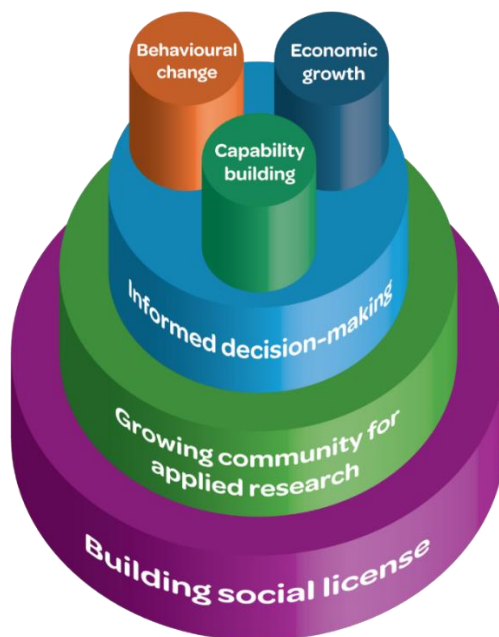 Behavioural
change
Economic
growth
Capability
building
Informed decision-making
Growing community for
applied research
Building social license